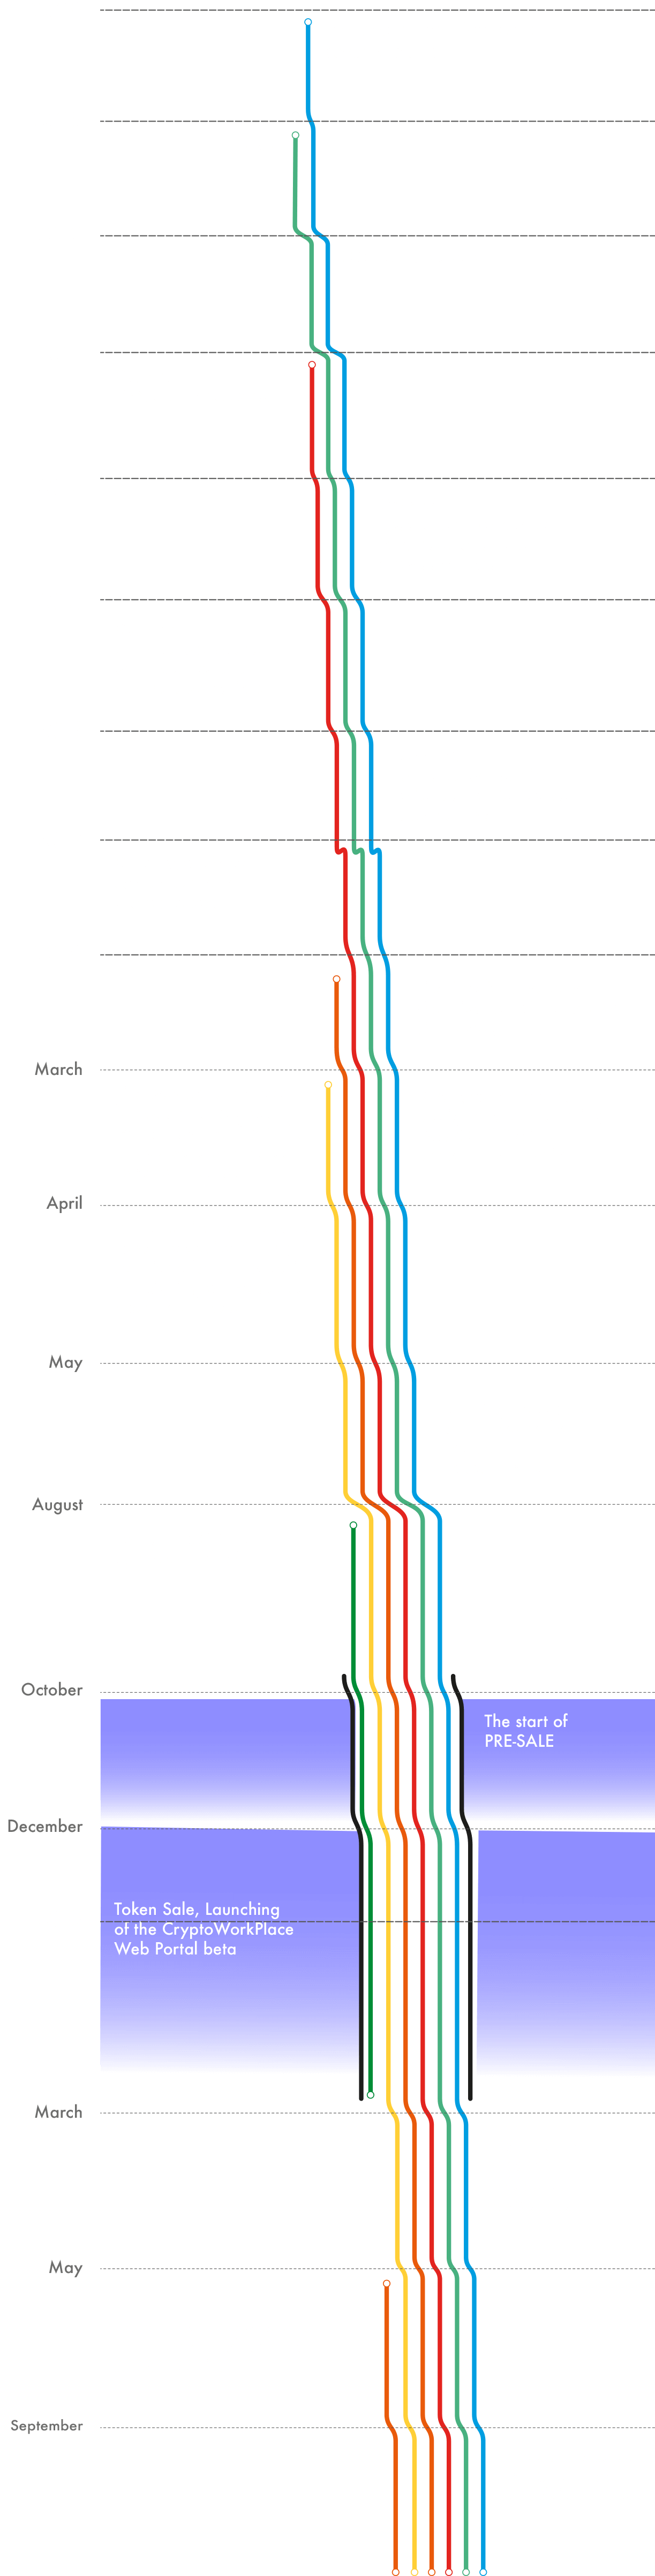 March
April
May
August
October
The start of
PRE-SALE
December
Token Sale, Launching
of the CryptoWorkPlace
Web Portal beta
March
May
September